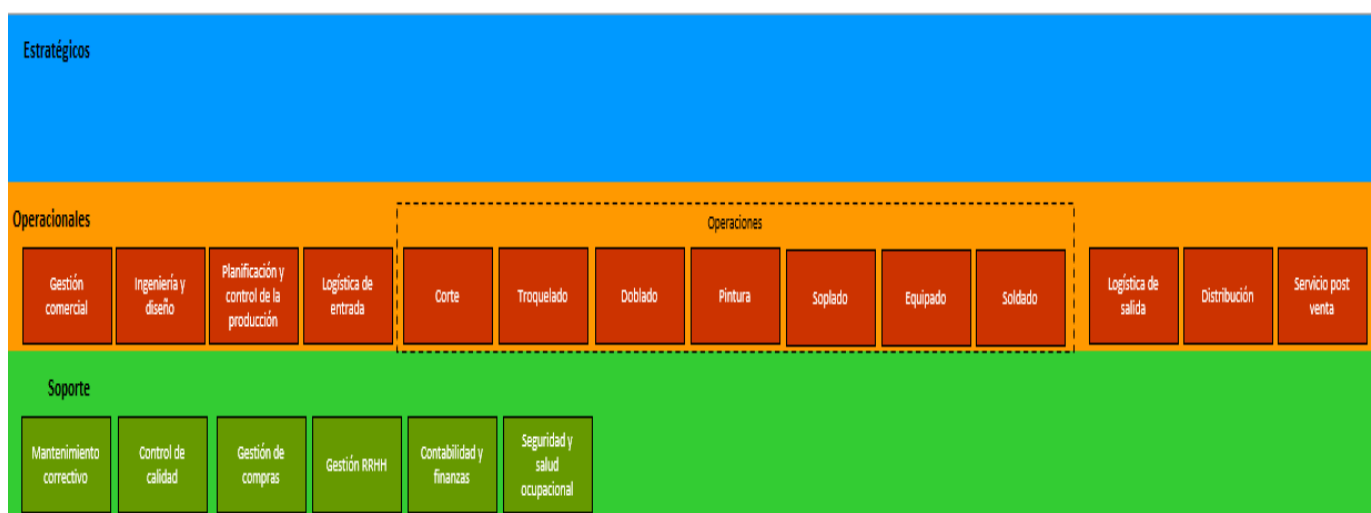 Estratégicos
Operacionales
Operaciones
Gestión
comercial
Ingeniería y
diseño
Planificación y
control de la
producción
Logística de
entrada
Corte
Troquelado
Doblado
Pintura
Soplado
Equipado
Soldado
Logística de
salida
Distribución
Servicio post
venta
Soporte
Mantenimiento
correctivo
Control de
calidad
Gestión de
compras
Gestión RRHH
Contabilidad y
finanzas
Seguridad y
salud
ocupacional